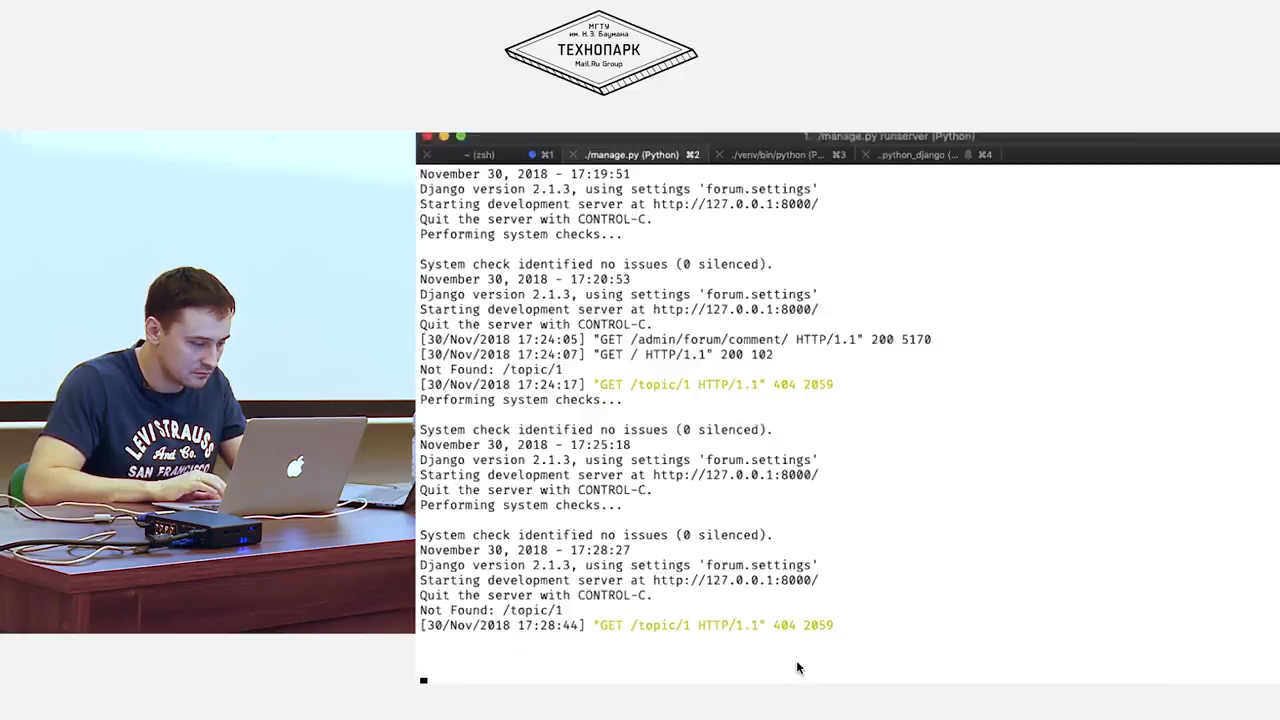 МГТУ
им. Н.Э. Баумана
ТЕХНОПАРК
Mail.Ru Group
./manage.py runserver (Python)
~ (zsh) ⌘1 ./manage.py (Python) ⌘2 ./venv/bin/python (P... ⌘3 ..python_django (... ⌘4
November 30, 2018 - 17:19:51
Django version 2.1.3, using settings 'forum.settings'
Starting development server at http://127.0.0.1:8000/
Quit the server with CONTROL-C.
Performing system checks...
System check identified no issues (0 silenced).
November 30, 2018 - 17:20:53
Django version 2.1.3, using settings 'forum.settings'
Starting development server at http://127.0.0.1:8000/
Quit the server with CONTROL-C.
[30/Nov/2018 17:24:05] "GET /admin/forum/comment/ HTTP/1.1" 200 5170
[30/Nov/2018 17:24:07] "GET / HTTP/1.1" 200 102
Not Found: /topic/1
[30/Nov/2018 17:24:17] "GET /topic/1 HTTP/1.1" 404 2059
Performing system checks...
System check identified no issues (0 silenced).
November 30, 2018 - 17:25:18
Django version 2.1.3, using settings 'forum.settings'
Starting development server at http://127.0.0.1:8000/
Quit the server with CONTROL-C.
Performing system checks...
System check identified no issues (0 silenced).
November 30, 2018 - 17:28:27
Django version 2.1.3, using settings 'forum.settings'
Starting development server at http://127.0.0.1:8000/
Quit the server with CONTROL-C.
Not Found: /topic/1
[30/Nov/2018 17:28:44] "GET /topic/1 HTTP/1.1" 404 2059
LEVI STRAUSS
And Co.
SAN FRANCISCO